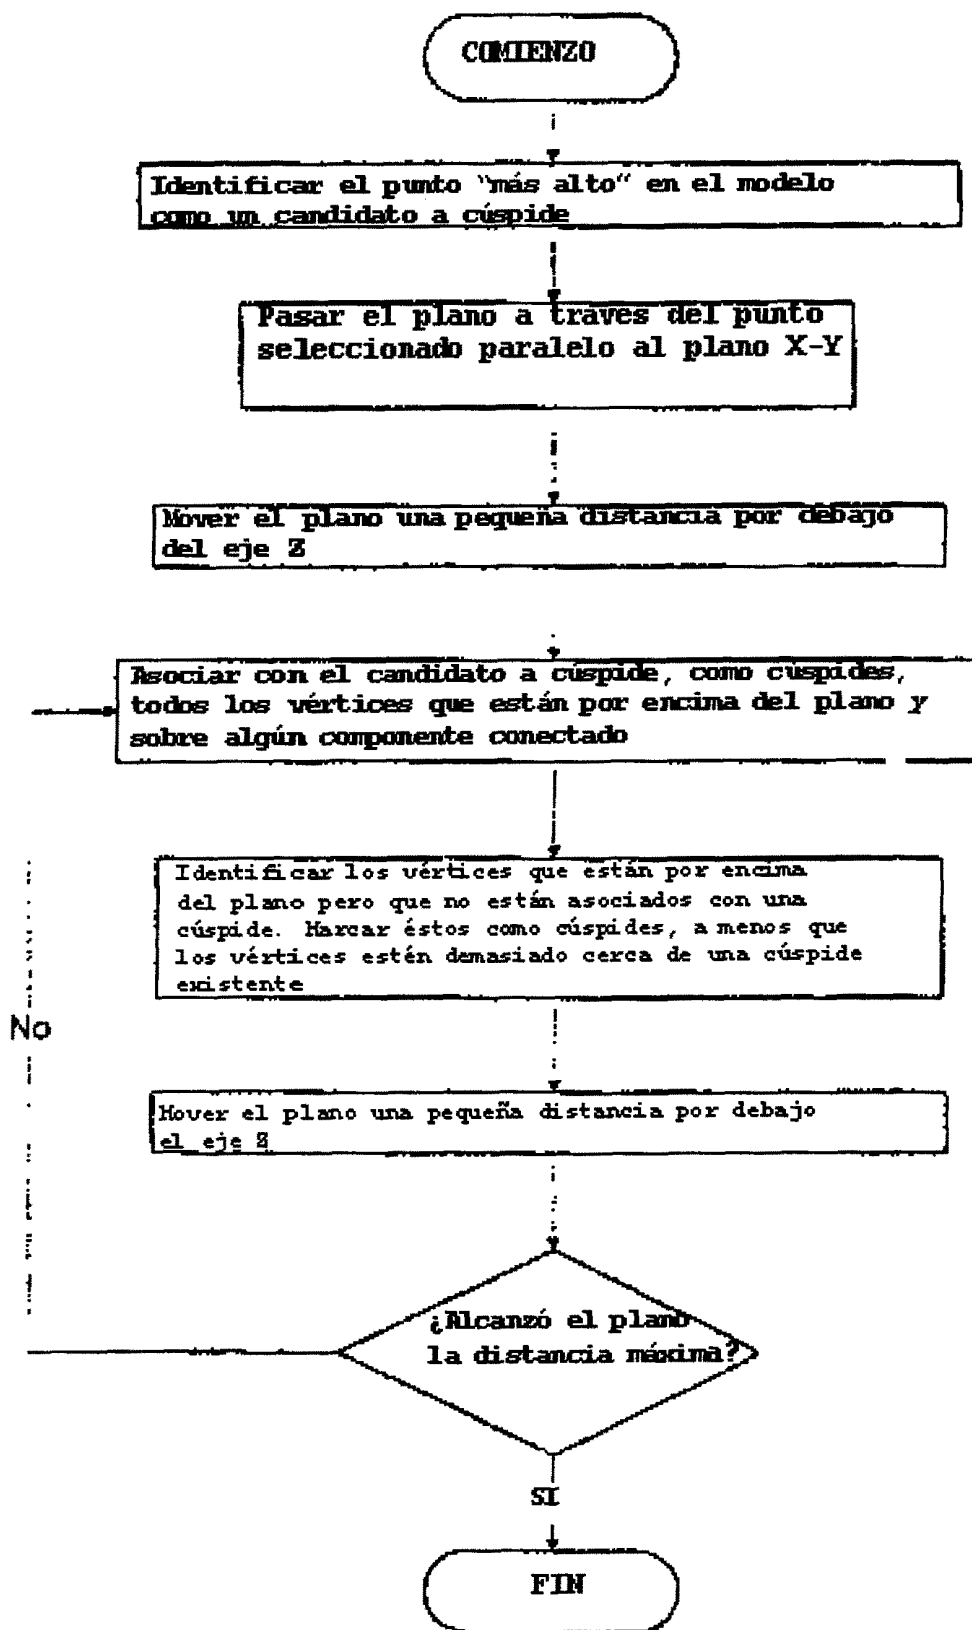 COMIENZO
Identificar el punto "más alto" en el modelo
como un candidato a cúspide
Pasar el plano a través del punto
seleccionado paralelo al plano X-Y
Mover el plano una pequeña distancia por debajo
del eje Z
Asociar con el candidato a cúspide, como cúspides,
todos los vértices que están por encima del plano y
sobre algún componente conectado
Identificar los vértices que están por encima
del plano pero que no están asociados con una
cúspide. Marcar éstos como cúspides, a menos que
los vértices estén demasiado cerca de una cúspide
existente
No
Mover el plano una pequeña distancia por debajo
el eje Z
¿Alcanzó el plano
la distancia máxima?
SI
FIN